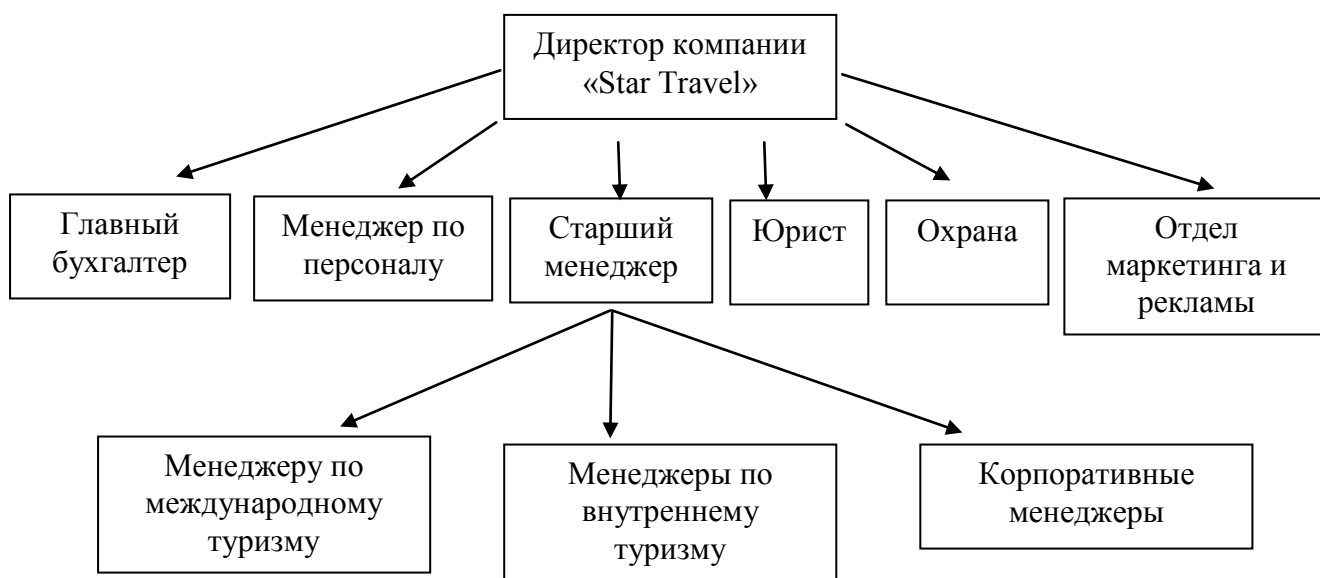 Директор компании
«Star Travel»
Главный
бухгалтер
Менеджер по
персоналу
Старший
менеджер
Юрист
Охрана
Отдел
маркетинга и
рекламы
Менеджеру по
международному
туризму
Менеджеры по
внутреннему
туризму
Корпоративные
менеджеры